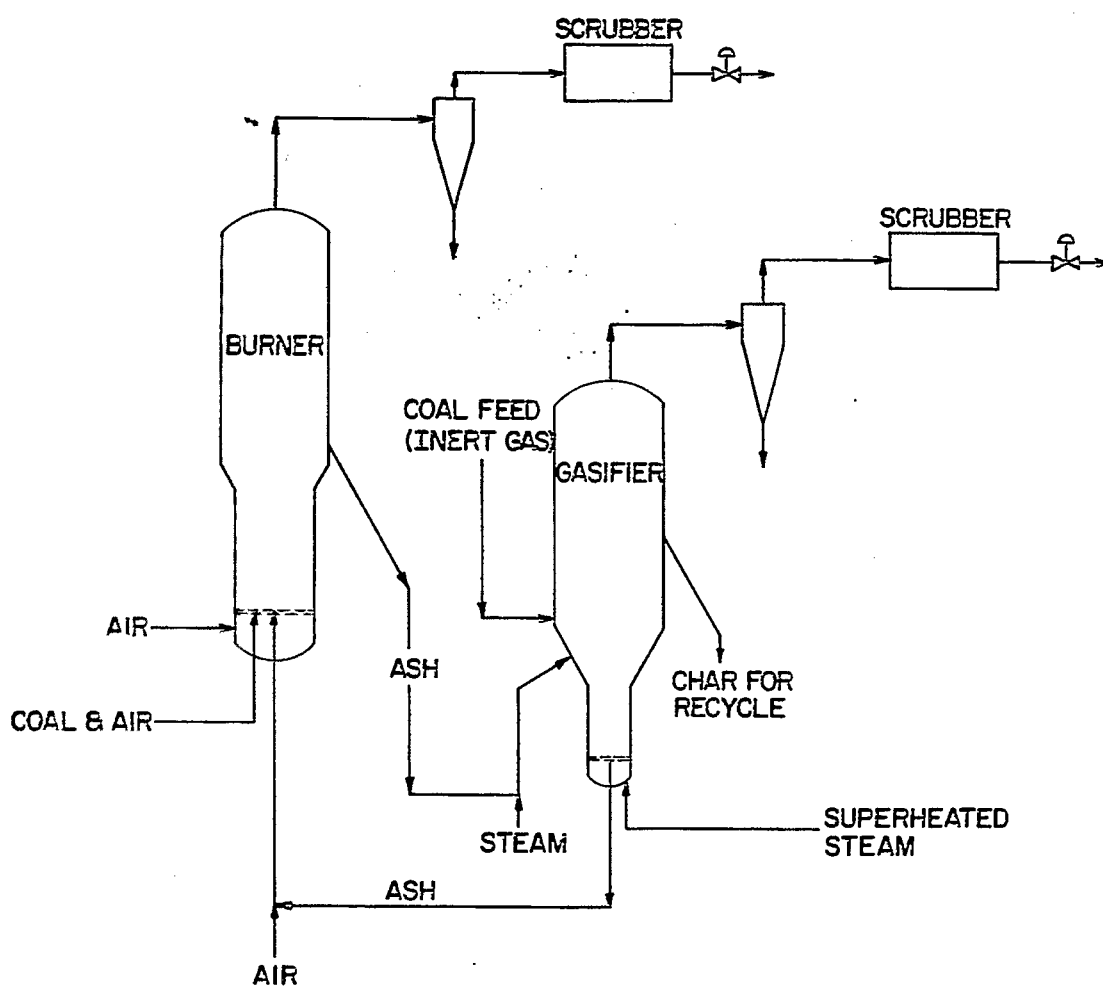 SCRUBBER
SCRUBBER
BURNER
COAL FEED
(INERT GAS)
GASIFIER
AIR
ASH
CHAR FOR
RECYCLE
COAL & AIR
STEAM
SUPERHEATED
STEAM
ASH
AIR